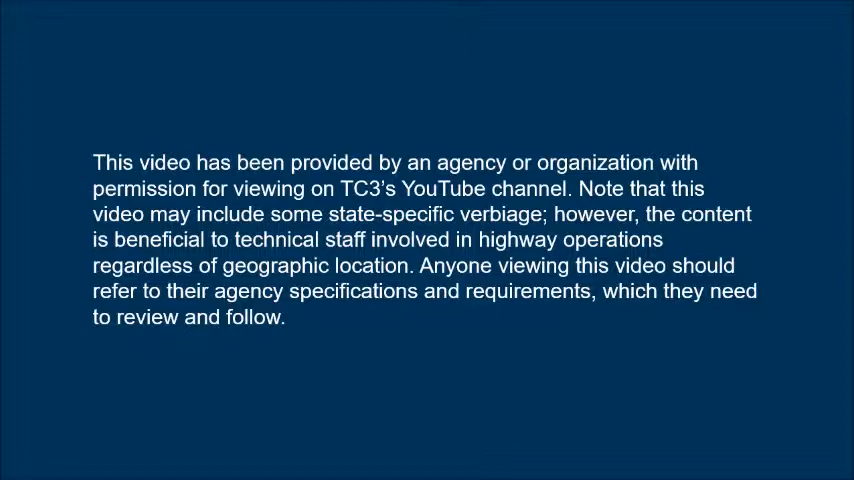 This video has been provided by an agency or organization with
permission for viewing on TC3’s YouTube channel. Note that this
video may include some state-specific verbiage; however, the content
is beneficial to technical staff involved in highway operations
regardless of geographic location. Anyone viewing this video should
refer to their agency specifications and requirements, which they need
to review and follow.